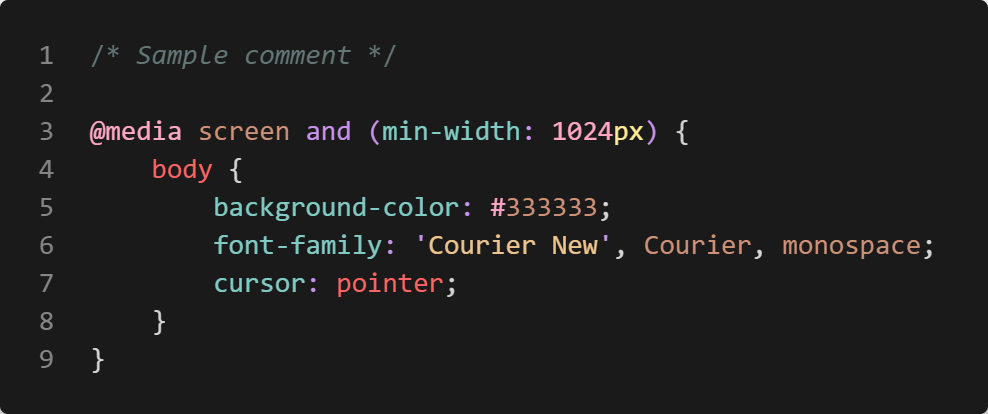 1 /* Sample comment */
2
3 @media screen and (min-width: 1024px) {
4     body {
5         background-color: #333333;
6         font-family: 'Courier New', Courier, monospace;
7         cursor: pointer;
8     }
9 }